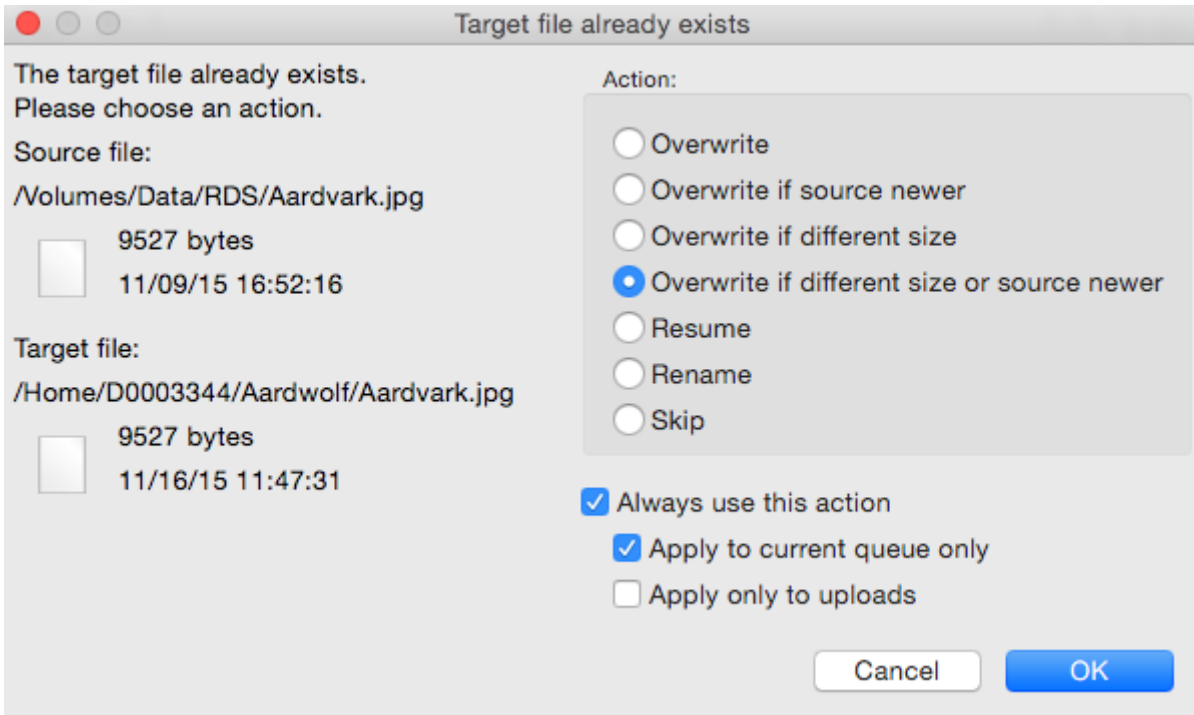 Target file already exists
The target file already exists.
Please choose an action.
Source file:
/Volumes/Data/RDS/Aardvark.jpg
9527 bytes
11/09/15 16:52:16
Target file:
/Home/D0003344/Aardwolf/Aardvark.jpg
9527 bytes
11/16/15 11:47:31
Action:
Overwrite
Overwrite if source newer
Overwrite if different size
Overwrite if different size or source newer
Resume
Rename
Skip
Always use this action
Apply to current queue only
Apply only to uploads
Cancel
OK